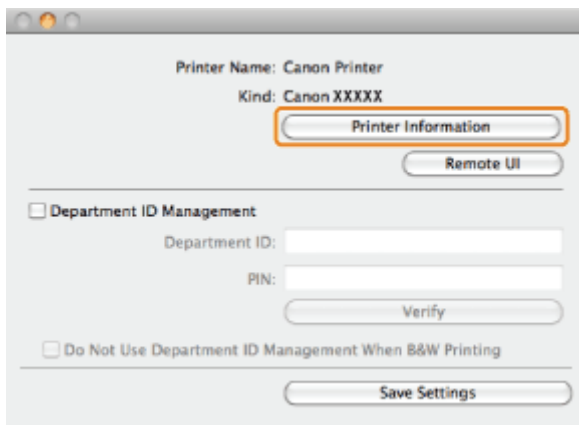 Printer Name: Canon Printer
Kind: Canon XXXXX
Printer Information
Remote UI
Department ID Management
Department ID:
PIN:
Verify
Do Not Use Department ID Management When B&W Printing
Save Settings